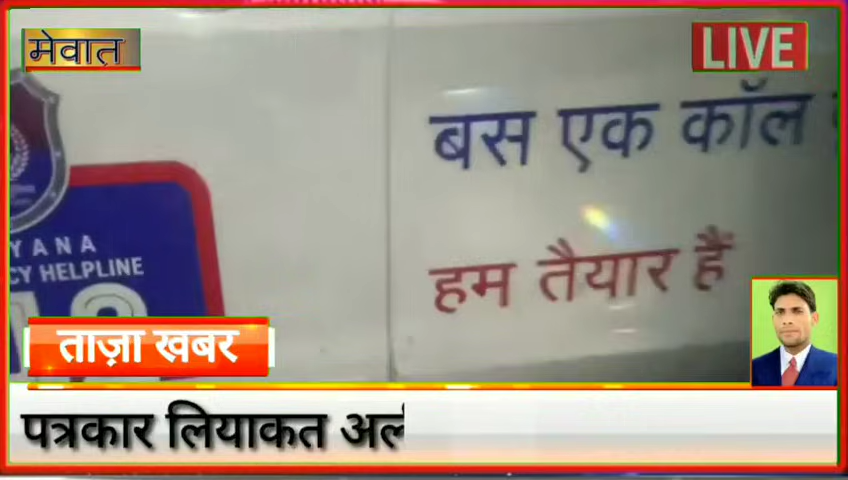 मेवात
LIVE
बस एक कॉल
हम तैयार हैं
YANA
CY HELPLINE
ताज़ा खबर
पत्रकार लियाकत अली